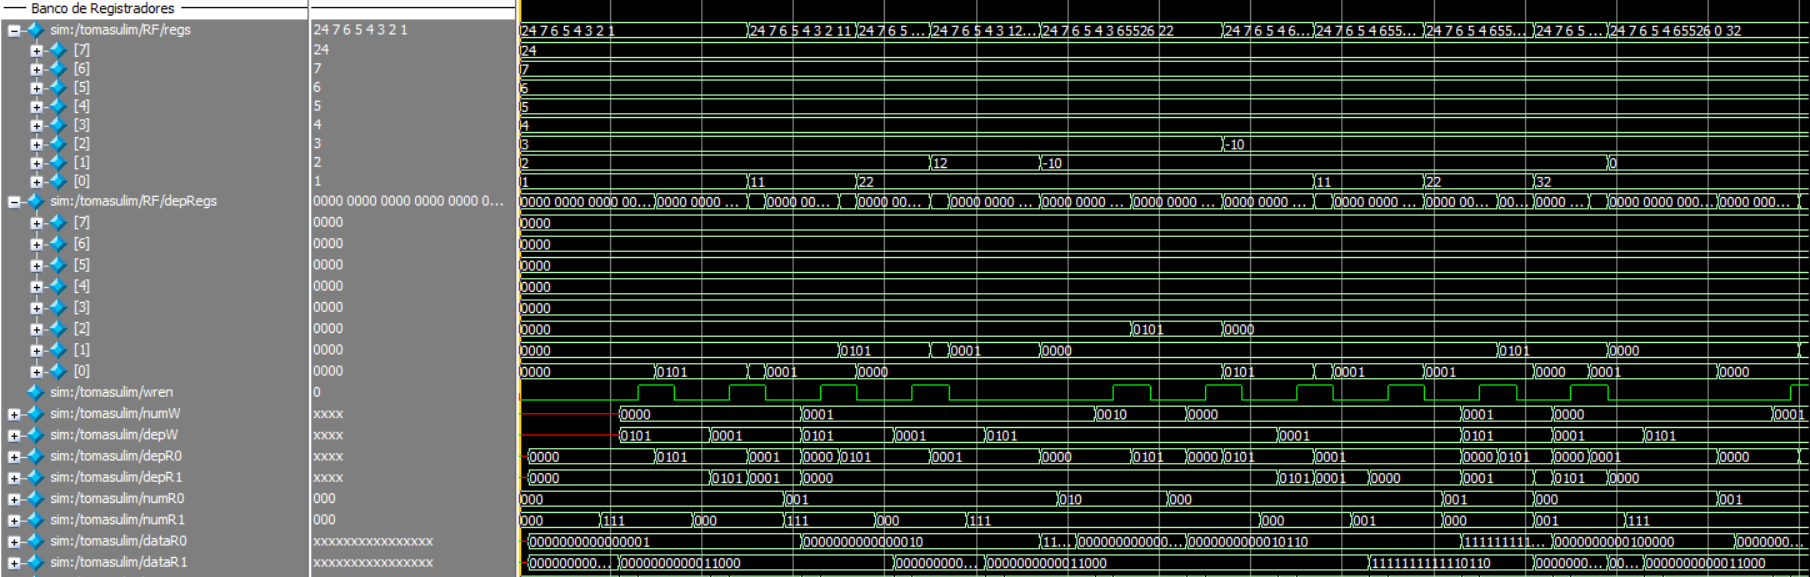 Banco de Registradores
sim:/tomasulim/RF/regs 24 7 6 5 4 3 2 1 24 7 6 5 4 3 2 1 24 7 6 5 4 3 2 11 24 7 6 5 ... 24 7 6 5 4 3 12... 24 7 6 5 4 3 65526 22 24 7 6 5 4 6... 24 7 6 5 4 655... 24 7 6 5 4 655... 24 7 6 5 ... 24 7 6 5 4 65526 0 32
[7] 24 24
[6] 7 7
[5] 6 6
[4] 5 5
[3] 4 4
[2] 3 3 -10
[1] 2 2 12 -10 0
[0] 1 1 11 22 11 22 32
sim:/tomasulim/RF/depRegs 0000 0000 0000 0000 0000 0... 0000 0000 0000 00... 0000 0000 ... 0000 00... 0000 00... 0000 0000 ... 0000 0000 ... 0000 0000 ... 0000 0000 ... 0000 0000 ... 0000 00... 00... 0000 0000 ... 0000 0000 000... 0000 000...
[7] 0000 0000
[6] 0000 0000
[5] 0000 0000
[4] 0000 0000
[3] 0000 0000
[2] 0000 0000 0101 0000
[1] 0000 0000 0101 0001 0000 0101 0000
[0] 0000 0000 0101 0001 0000 0101 0001 0001 0000 0001 0000
sim:/tomasulim/wren 0
sim:/tomasulim/numW xxxx 0000 0001 0010 0000 0001 0000 0001
sim:/tomasulim/depW xxxx 0101 0001 0101 0001 0101 0001 0101 0001 0101
sim:/tomasulim/depR0 xxxx 0000 0101 0001 0000 0101 0001 0000 0101 0000 0101 0001 0000 0101 0000 0001 0000
sim:/tomasulim/depR1 xxxx 0000 0101 0001 0000 0101 0001 0000 0001 0101 0000
sim:/tomasulim/numR0 000 000 001 010 000 001 000 001
sim:/tomasulim/numR1 000 000 111 000 111 000 111 000 001 000 001 111
sim:/tomasulim/dataR0 xxxxxxxxxxxxxxxx 0000000000000001 0000000000000010 11... 000000000000... 0000000000010110 111111111... 0000000000100000 0000000...
sim:/tomasulim/dataR1 xxxxxxxxxxxxxxxx 000000000... 0000000000011000 000000000... 0000000000011000 1111111111110110 0000000... 00... 0000000000011000